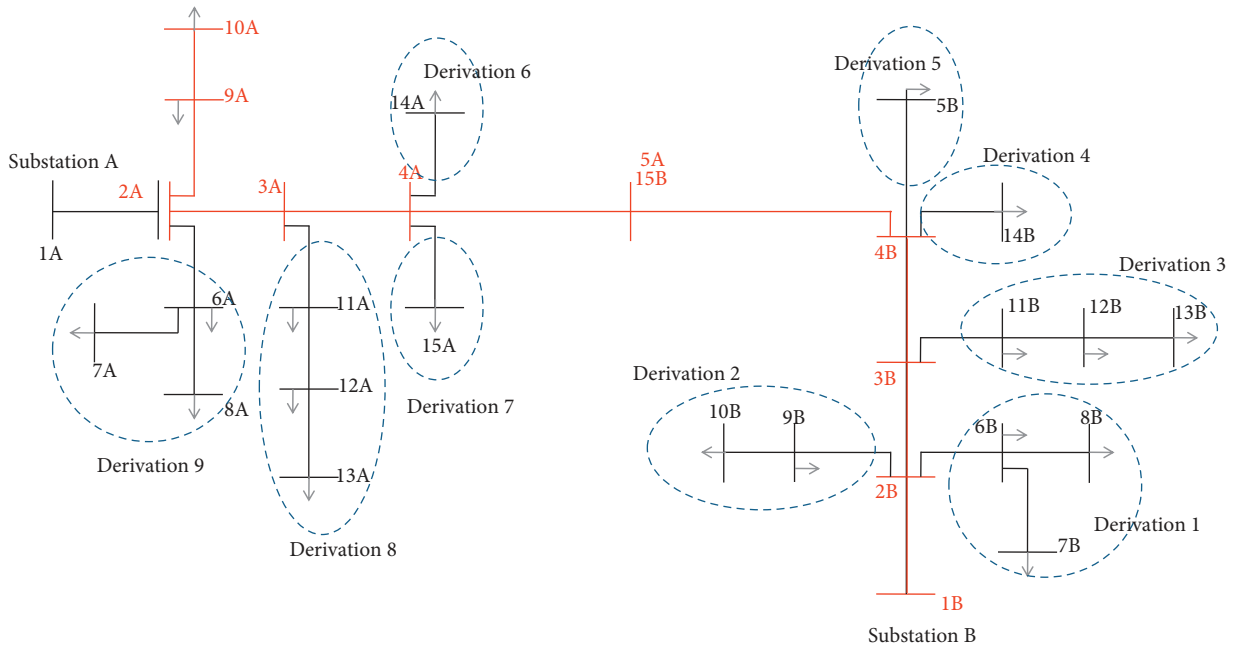 10A
9A
Derivation 6
14A
Derivation 5
5B
Substation A
2A
3A
4A
5A
15B
Derivation 4
14B
4B
1A
6A
7A
8A
Derivation 9
11A
12A
13A
Derivation 8
15A
Derivation 7
Derivation 3
11B
12B
13B
3B
Derivation 2
10B
9B
6B
8B
2B
7B
Derivation 1
1B
Substation B